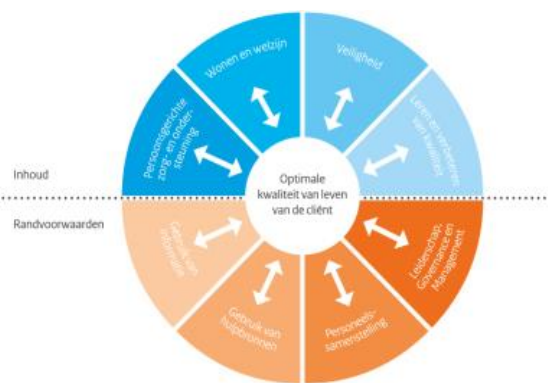 Wonen en welzijn
Veiligheid
Persoonsgerichte
zorg- en onder-
steuning
Leren en verbeteren
van kwaliteit
Inhoud
Optimale
kwaliteit van leven
van de cliënt
Randvoorwaarden
Gebruik van
informatie
Leiderschap,
Governance en
Management
Gebruik van
hulpbronnen
Personeels-
samenstelling